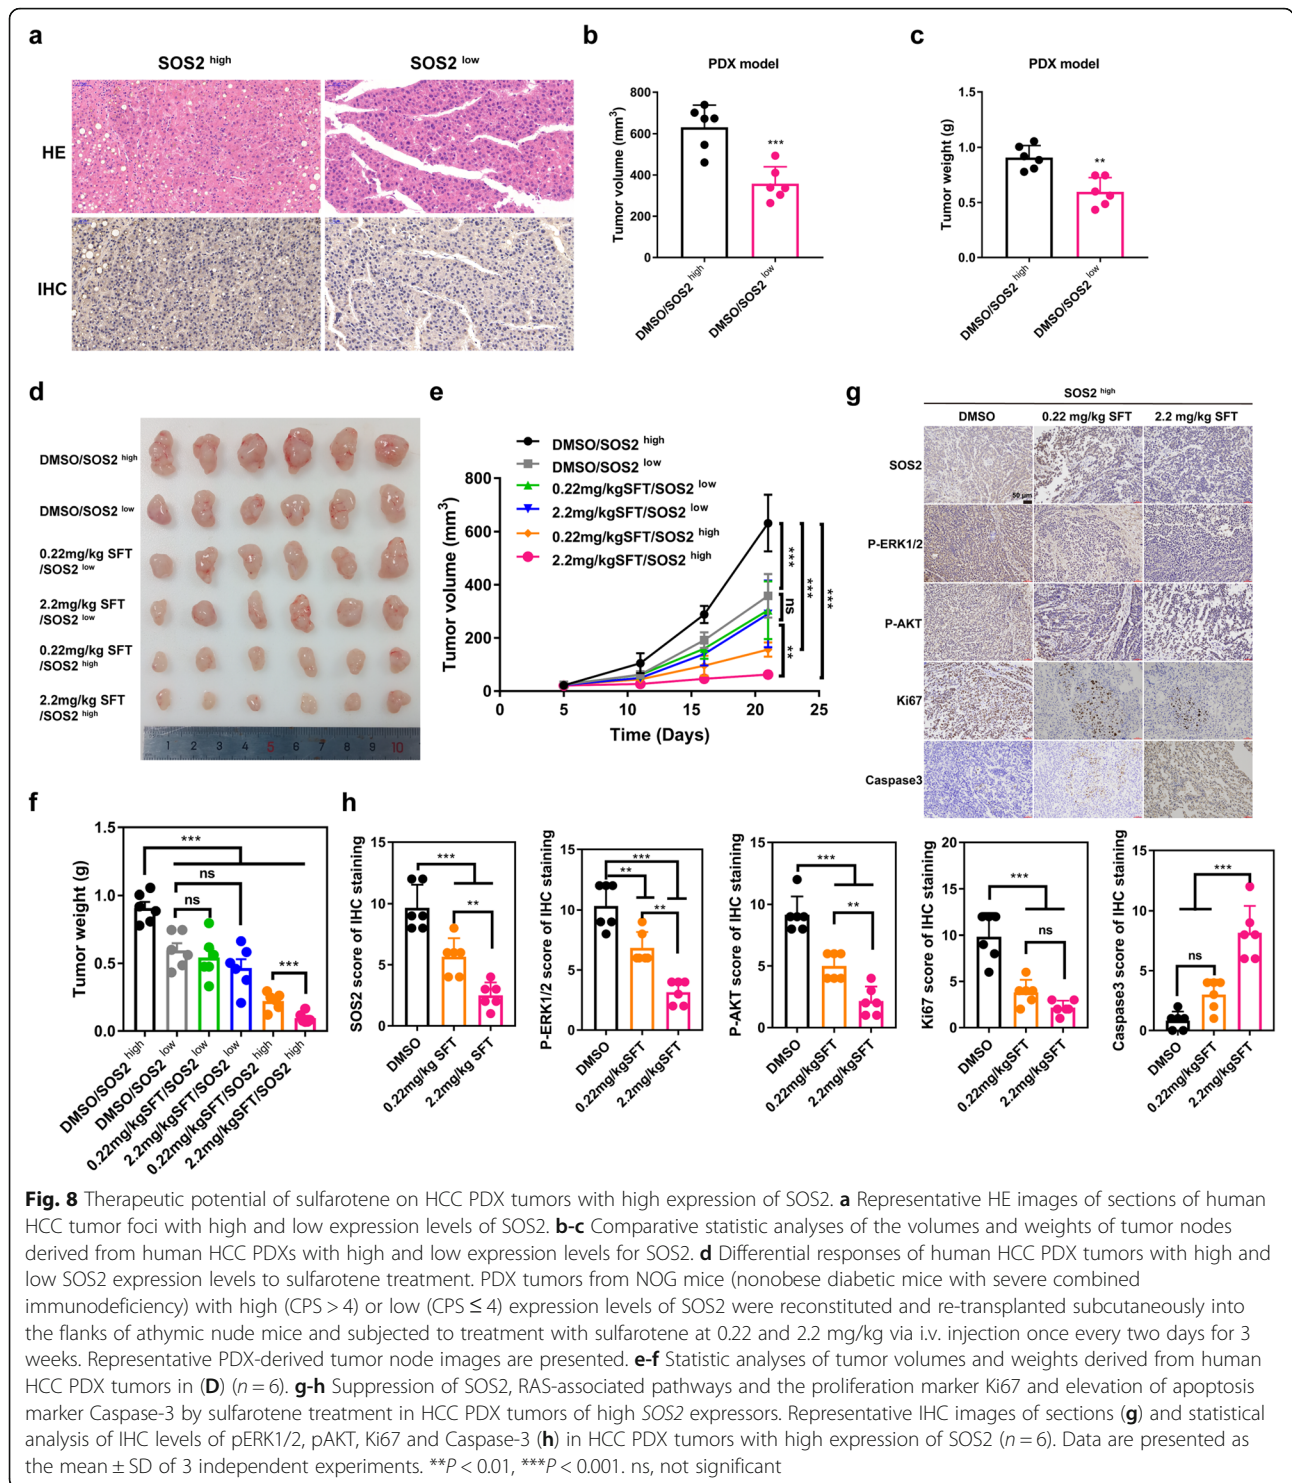 a
SOS2 high
SOS2 low
HE
IHC
b
PDX model
Tumor volume (mm3)
800
600
400
200
0
***
DMSO/SOS2 high
DMSO/SOS2 low
c
PDX model
Tumor weight (g)
1.5
1.0
0.5
0.0
**
DMSO/SOS2 high
DMSO/SOS2 low
d
DMSO/SOS2 high
DMSO/SOS2 low
0.22mg/kg SFT
/SOS2 low
2.2mg/kg SFT
/SOS2 low
0.22mg/kg SFT
/SOS2 high
2.2mg/kg SFT
/SOS2 high
1 2 3 4 5 6 7 8 9 10
e
DMSO/SOS2 high
DMSO/SOS2 low
0.22mg/kgSFT/SOS2 low
2.2mg/kgSFT/SOS2 low
0.22mg/kgSFT/SOS2 high
2.2mg/kgSFT/SOS2 high
Tumor volume (mm3)
800
600
400
200
0
0 5 10 15 20 25
Time (Days)
***
ns
**
***
***
g
SOS2 high
DMSO 0.22 mg/kg SFT 2.2 mg/kg SFT
SOS2
50 μm
P-ERK1/2
P-AKT
Ki67
Caspase3
f
Tumor weight (g)
1.5
1.0
0.5
0.0
***
ns
ns
***
DMSO/SOS2 high
DMSO/SOS2 low
0.22mg/kgSFT/SOS2 low
2.2mg/kgSFT/SOS2 low
0.22mg/kgSFT/SOS2 high
2.2mg/kgSFT/SOS2 high
h
SOS2 score of IHC staining
15
10
5
0
***
**
DMSO
0.22mg/kg SFT
2.2mg/kg SFT
P-ERK1/2 score of IHC staining
15
10
5
0
***
**
**
DMSO
0.22mg/kgSFT
2.2mg/kgSFT
P-AKT score of IHC staining
15
10
5
0
***
**
DMSO
0.22mg/kgSFT
2.2mg/kgSFT
Ki67 score of IHC staining
20
15
10
5
0
***
ns
DMSO
0.22mg/kgSFT
2.2mg/kgSFT
Caspase3 score of IHC staining
15
10
5
0
***
ns
DMSO
0.22mg/kgSFT
2.2mg/kgSFT
Fig. 8 Therapeutic potential of sulfarotene on HCC PDX tumors with high expression of SOS2. a Representative HE images of sections of human
HCC tumor foci with high and low expression levels of SOS2. b-c Comparative statistic analyses of the volumes and weights of tumor nodes
derived from human HCC PDXs with high and low expression levels for SOS2. d Differential responses of human HCC PDX tumors with high and
low SOS2 expression levels to sulfarotene treatment. PDX tumors from NOG mice (nonobese diabetic mice with severe combined
immunodeficiency) with high (CPS > 4) or low (CPS ≤ 4) expression levels of SOS2 were reconstituted and re-transplanted subcutaneously into
the flanks of athymic nude mice and subjected to treatment with sulfarotene at 0.22 and 2.2 mg/kg via i.v. injection once every two days for 3
weeks. Representative PDX-derived tumor node images are presented. e-f Statistic analyses of tumor volumes and weights derived from human
HCC PDX tumors in (D) (n = 6). g-h Suppression of SOS2, RAS-associated pathways and the proliferation marker Ki67 and elevation of apoptosis
marker Caspase-3 by sulfarotene treatment in HCC PDX tumors of high SOS2 expressors. Representative IHC images of sections (g) and statistical
analysis of IHC levels of pERK1/2, pAKT, Ki67 and Caspase-3 (h) in HCC PDX tumors with high expression of SOS2 (n = 6). Data are presented as
the mean ± SD of 3 independent experiments. **P < 0.01, ***P < 0.001. ns, not significant